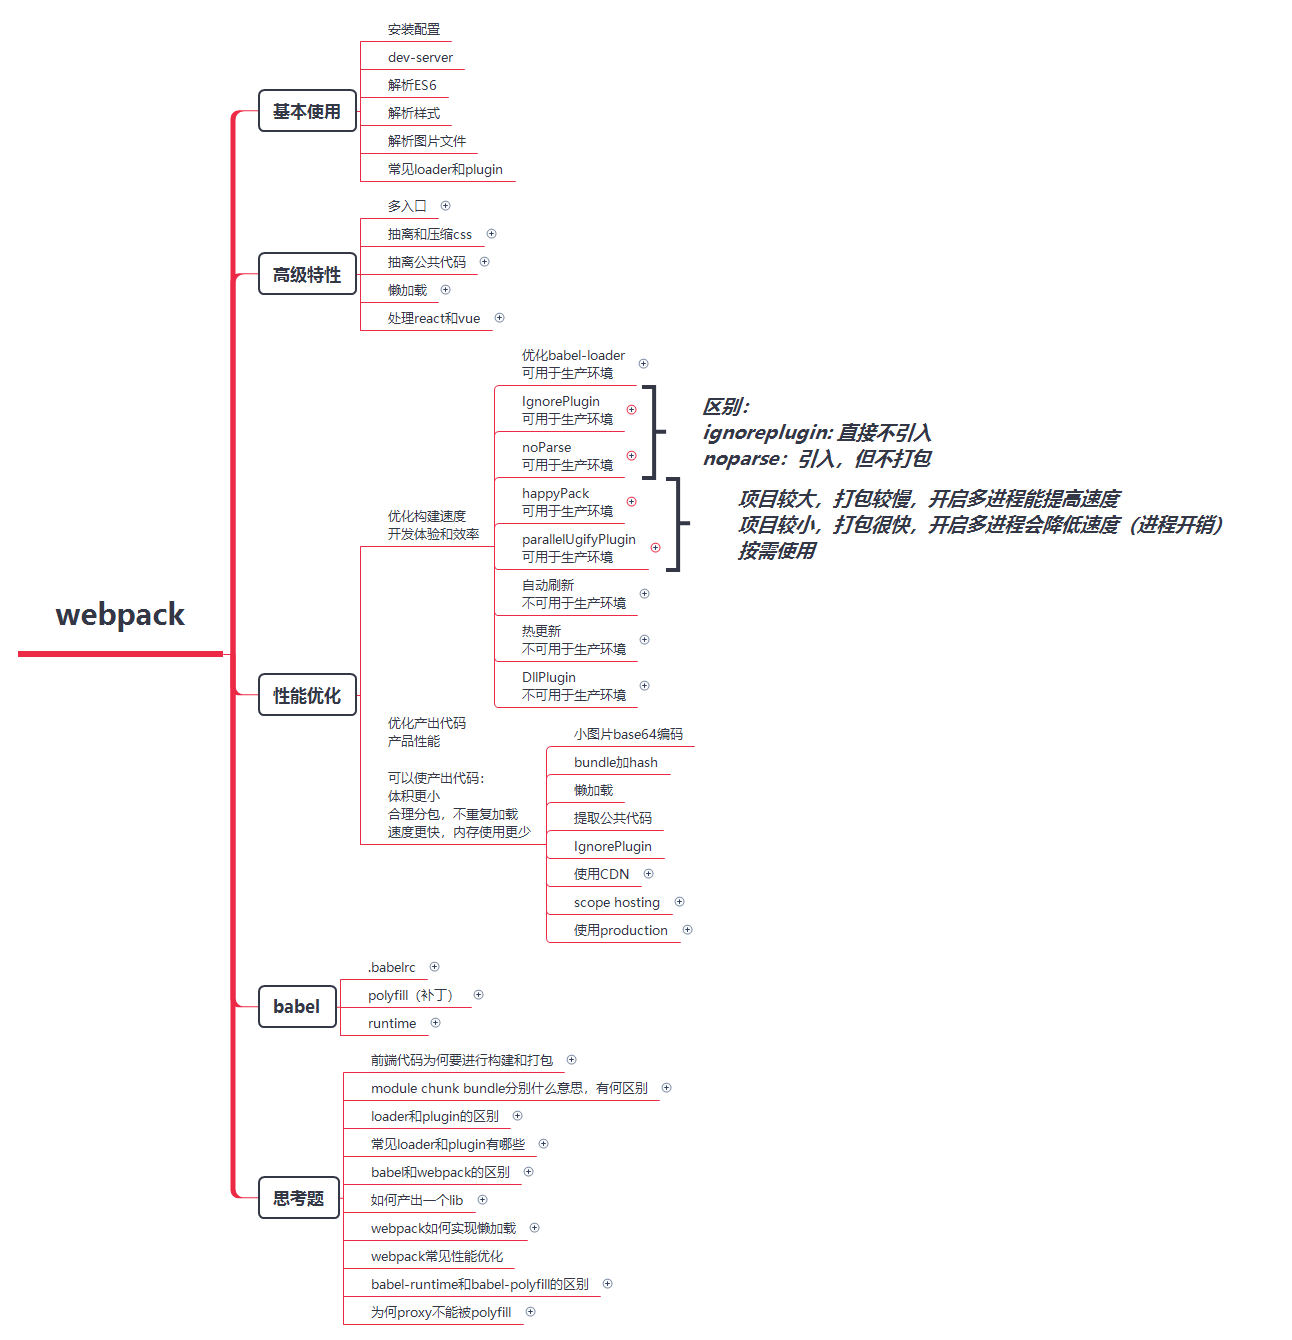 webpack
基本使用
安装配置
dev-server
解析ES6
解析样式
解析图片文件
常见loader和plugin
高级特性
多入口
抽离和压缩css
抽离公共代码
懒加载
处理react和vue
性能优化
优化构建速度
开发体验和效率
优化babel-loader
可用于生产环境
IgnorePlugin
可用于生产环境
noParse
可用于生产环境
区别：
ignoreplugin: 直接不引入
noparse：引入，但不打包
happyPack
可用于生产环境
parallelUgifyPlugin
可用于生产环境
项目较大，打包较慢，开启多进程能提高速度
项目较小，打包很快，开启多进程会降低速度（进程开销）
按需使用
自动刷新
不可用于生产环境
热更新
不可用于生产环境
DllPlugin
不可用于生产环境
优化产出代码
产品性能
可以使产出代码：
体积更小
合理分包，不重复加载
速度更快，内存使用更少
小图片base64编码
bundle加hash
懒加载
提取公共代码
IgnorePlugin
使用CDN
scope hosting
使用production
babel
.babelrc
polyfill（补丁）
runtime
思考题
前端代码为何要进行构建和打包
module chunk bundle分别什么意思，有何区别
loader和plugin的区别
常见loader和plugin有哪些
babel和webpack的区别
如何产出一个lib
webpack如何实现懒加载
webpack常见性能优化
babel-runtime和babel-polyfill的区别
为何proxy不能被polyfill